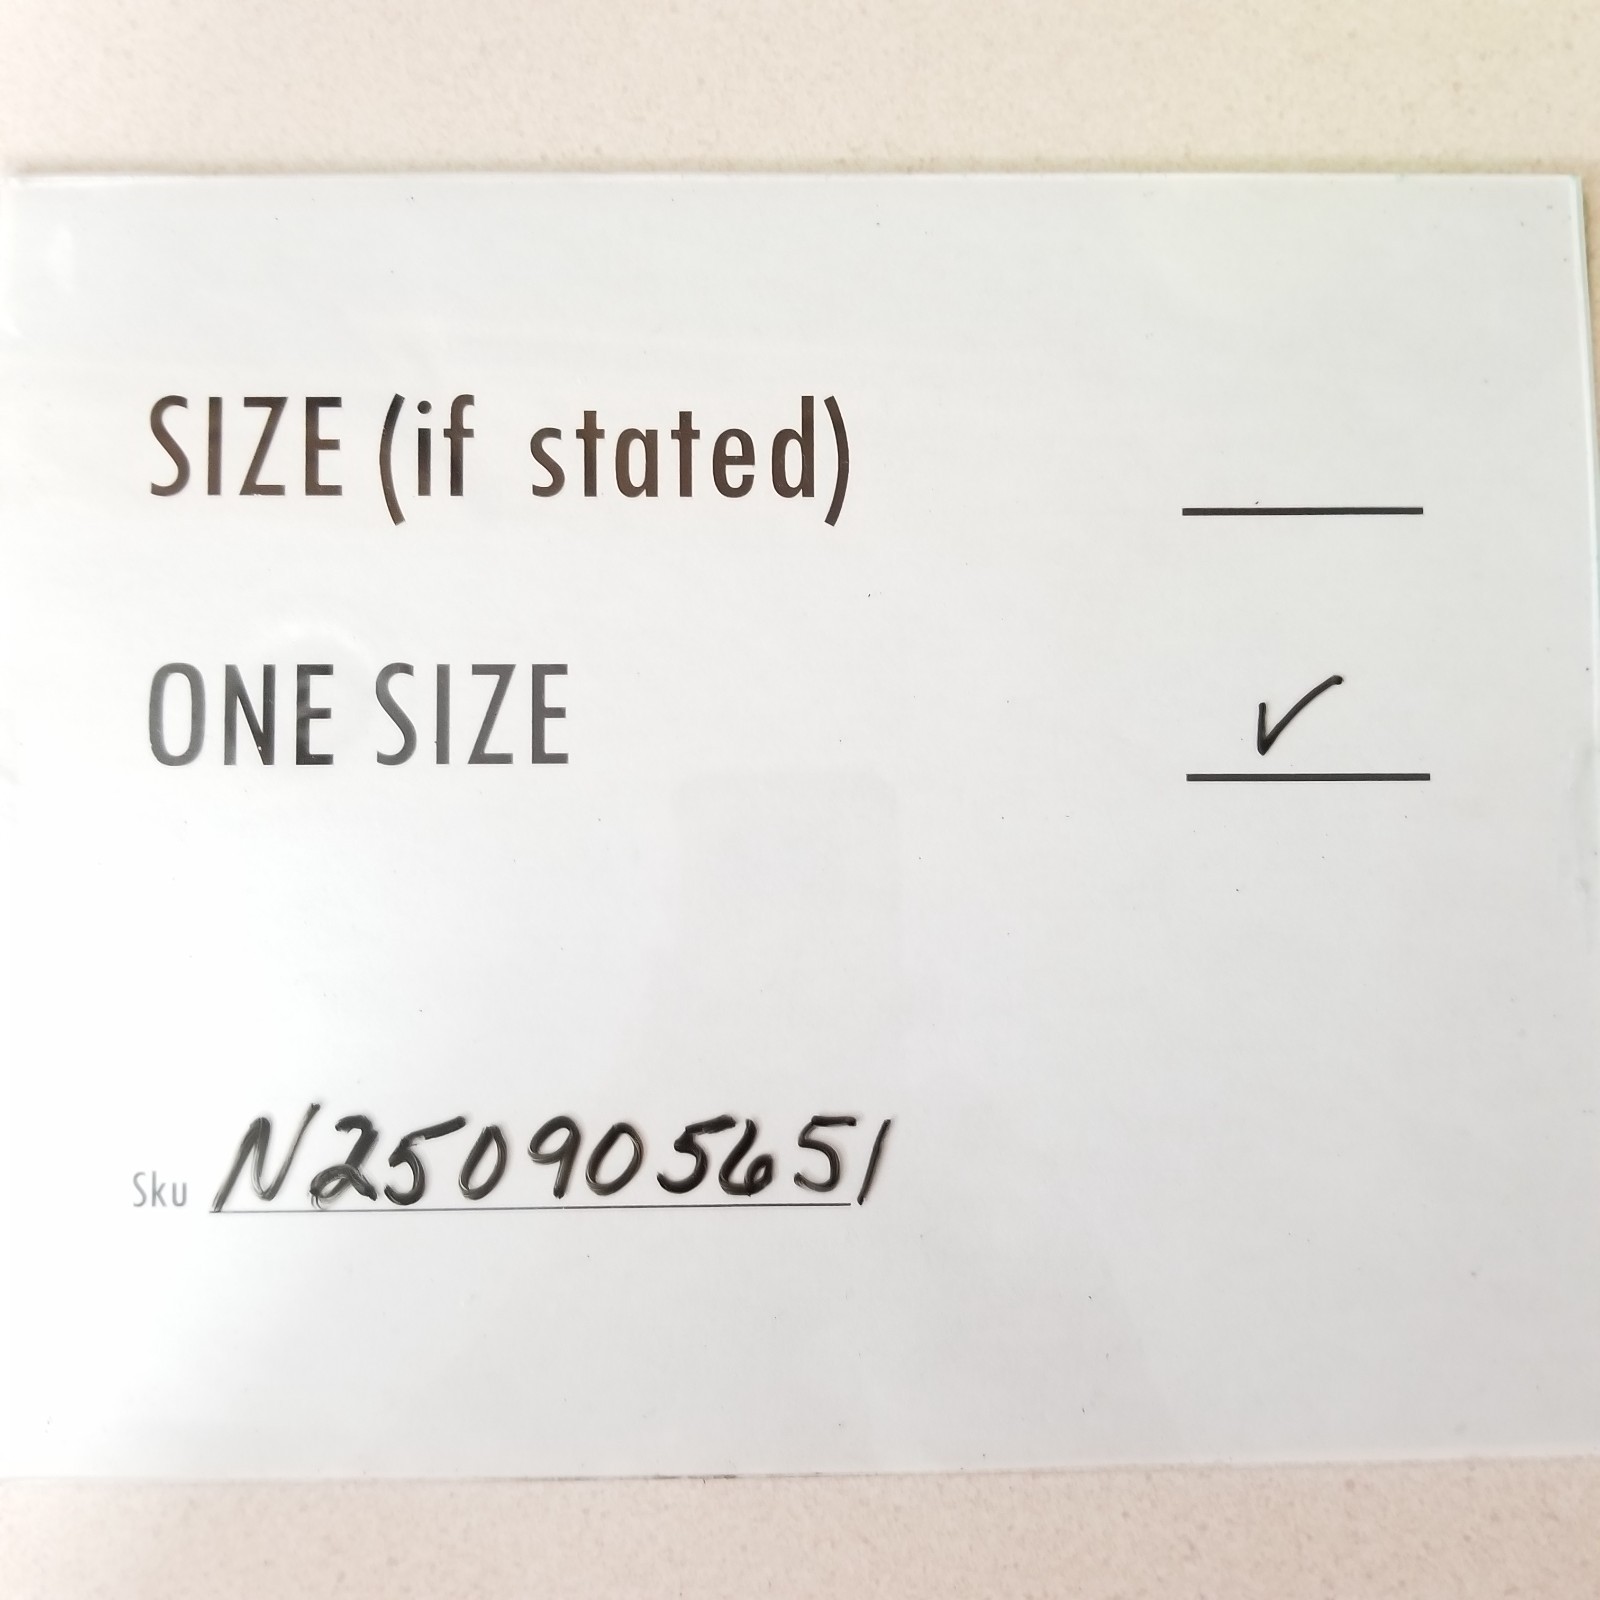 SIZE (if stated)
ONE SIZE ✓
Sku N250905651